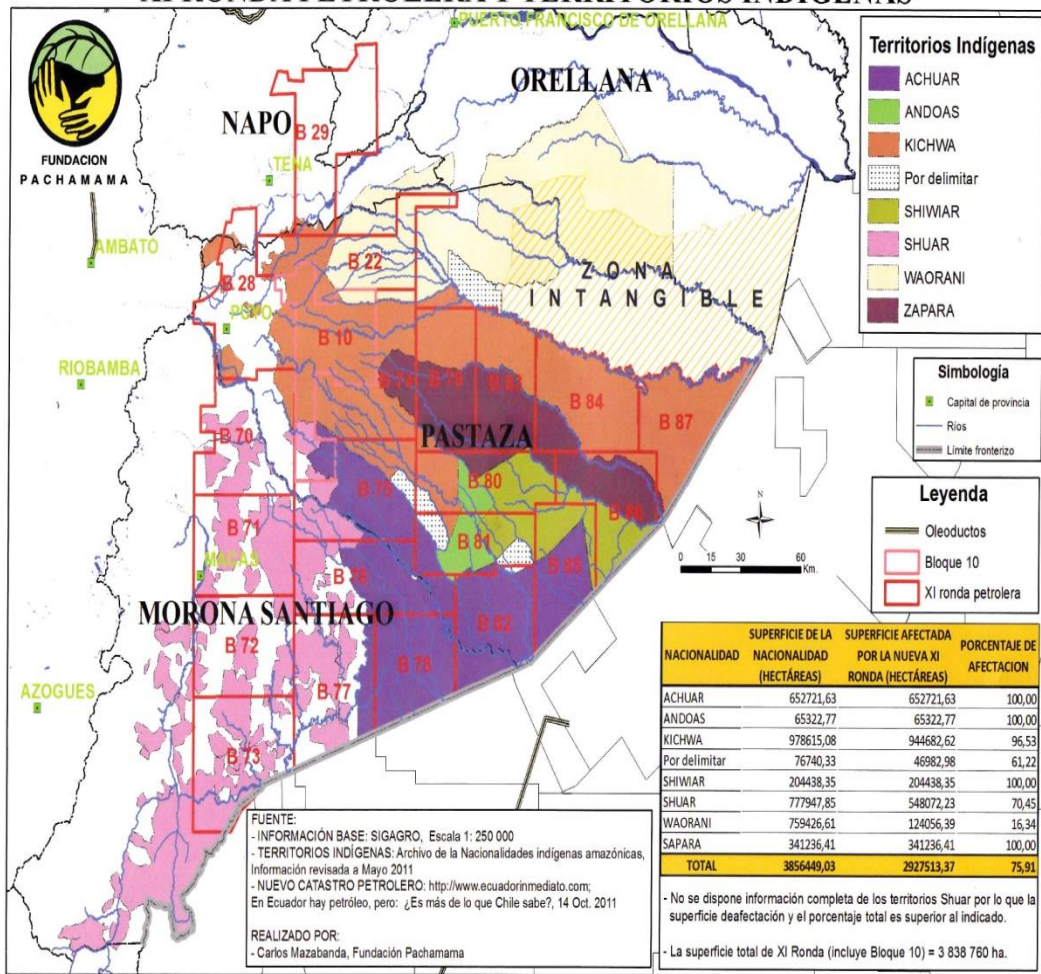 XI RONDA PETROLERA Y TERRITORIOS INDÍGENAS
FUNDACION
PACHAMAMA
PUERTO FRANCISCO DE ORELLANA
ORELLANA
NAPO
B 29
TENA
AMBATO
B 28
B 22
ZONA
INTANGIBLE
PUYO
B 10
RIOBAMBA
B 84
B 87
B 70
PASTAZA
B 80
B 71
B 81
MACAS
B 76
MORONA SANTIAGO
B 82
B 72
B 78
B 77
AZOGUES
B 73
Territorios Indígenas
ACHUAR
ANDOAS
KICHWA
Por delimitar
SHIWIAR
SHUAR
WAORANI
ZAPARA
Simbología
Capital de provincia
Ríos
Límite fronterizo
N
0 15 30 60
Km.
Leyenda
Oleoductos
Bloque 10
XI ronda petrolera
NACIONALIDAD SUPERFICIE DE LA NACIONALIDAD (HECTÁREAS) SUPERFICIE AFECTADA POR LA NUEVA XI RONDA (HECTÁREAS) PORCENTAJE DE AFECTACION
ACHUAR 652721,63 652721,63 100,00
ANDOAS 65322,77 65322,77 100,00
KICHWA 978615,08 944682,62 96,53
Por delimitar 76740,33 46982,98 61,22
SHIWIAR 204438,35 204438,35 100,00
SHUAR 777947,85 548072,23 70,45
WAORANI 759426,61 124056,39 16,34
SAPARA 341236,41 341236,41 100,00
TOTAL 3856449,03 2927513,37 75,91
- No se dispone información completa de los territorios Shuar por lo que la
superficie deafectación y el porcentaje total es superior al indicado.
- La superficie total de XI Ronda (incluye Bloque 10) = 3 838 760 ha.
FUENTE:
- INFORMACIÓN BASE: SIGAGRO, Escala 1: 250 000
- TERRITORIOS INDÍGENAS: Archivo de la Nacionalidades indígenas amazónicas,
Información revisada a Mayo 2011
- NUEVO CATASTRO PETROLERO: http://www.ecuadorinmediato.com;
En Ecuador hay petróleo, pero: ¿Es más de lo que Chile sabe?, 14 Oct. 2011
REALIZADO POR:
- Carlos Mazabanda, Fundación Pachamama